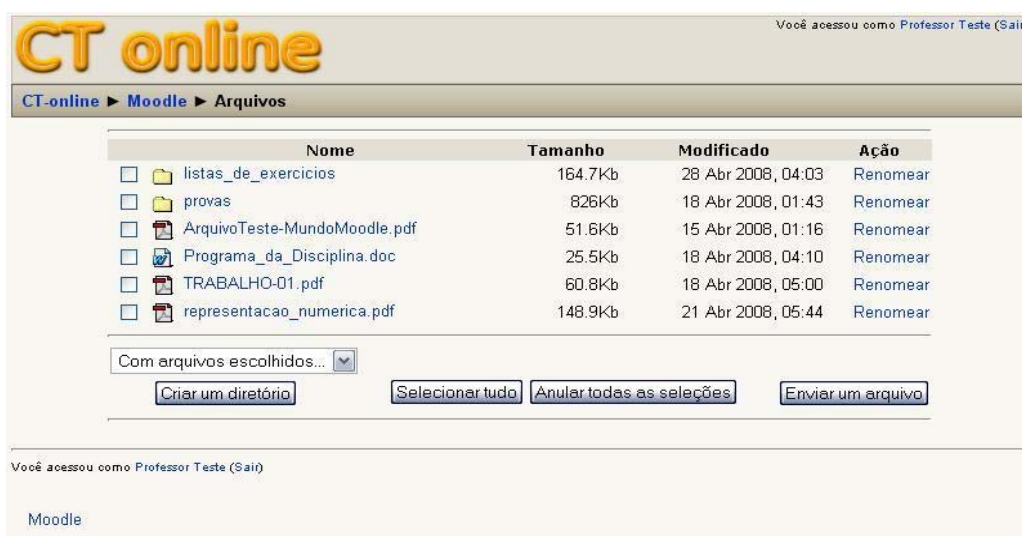 Você acessou como Professor Teste (Sair
CT online
CT-online ► Moodle ► Arquivos
Nome Tamanho Modificado Ação
listas_de_exercicios 164.7Kb 28 Abr 2008, 04:03 Renomear
provas 826Kb 18 Abr 2008, 01:43 Renomear
ArquivoTeste-MundoMoodle.pdf 51.6Kb 15 Abr 2008, 01:16 Renomear
Programa_da_Disciplina.doc 25.5Kb 18 Abr 2008, 04:10 Renomear
TRABALHO-01.pdf 60.8Kb 18 Abr 2008, 05:00 Renomear
representacao_numerica.pdf 148.9Kb 21 Abr 2008, 05:44 Renomear
Com arquivos escolhidos...
Criar um diretório Selecionar tudo Anular todas as seleções Enviar um arquivo
Você acessou como Professor Teste (Sair)
Moodle